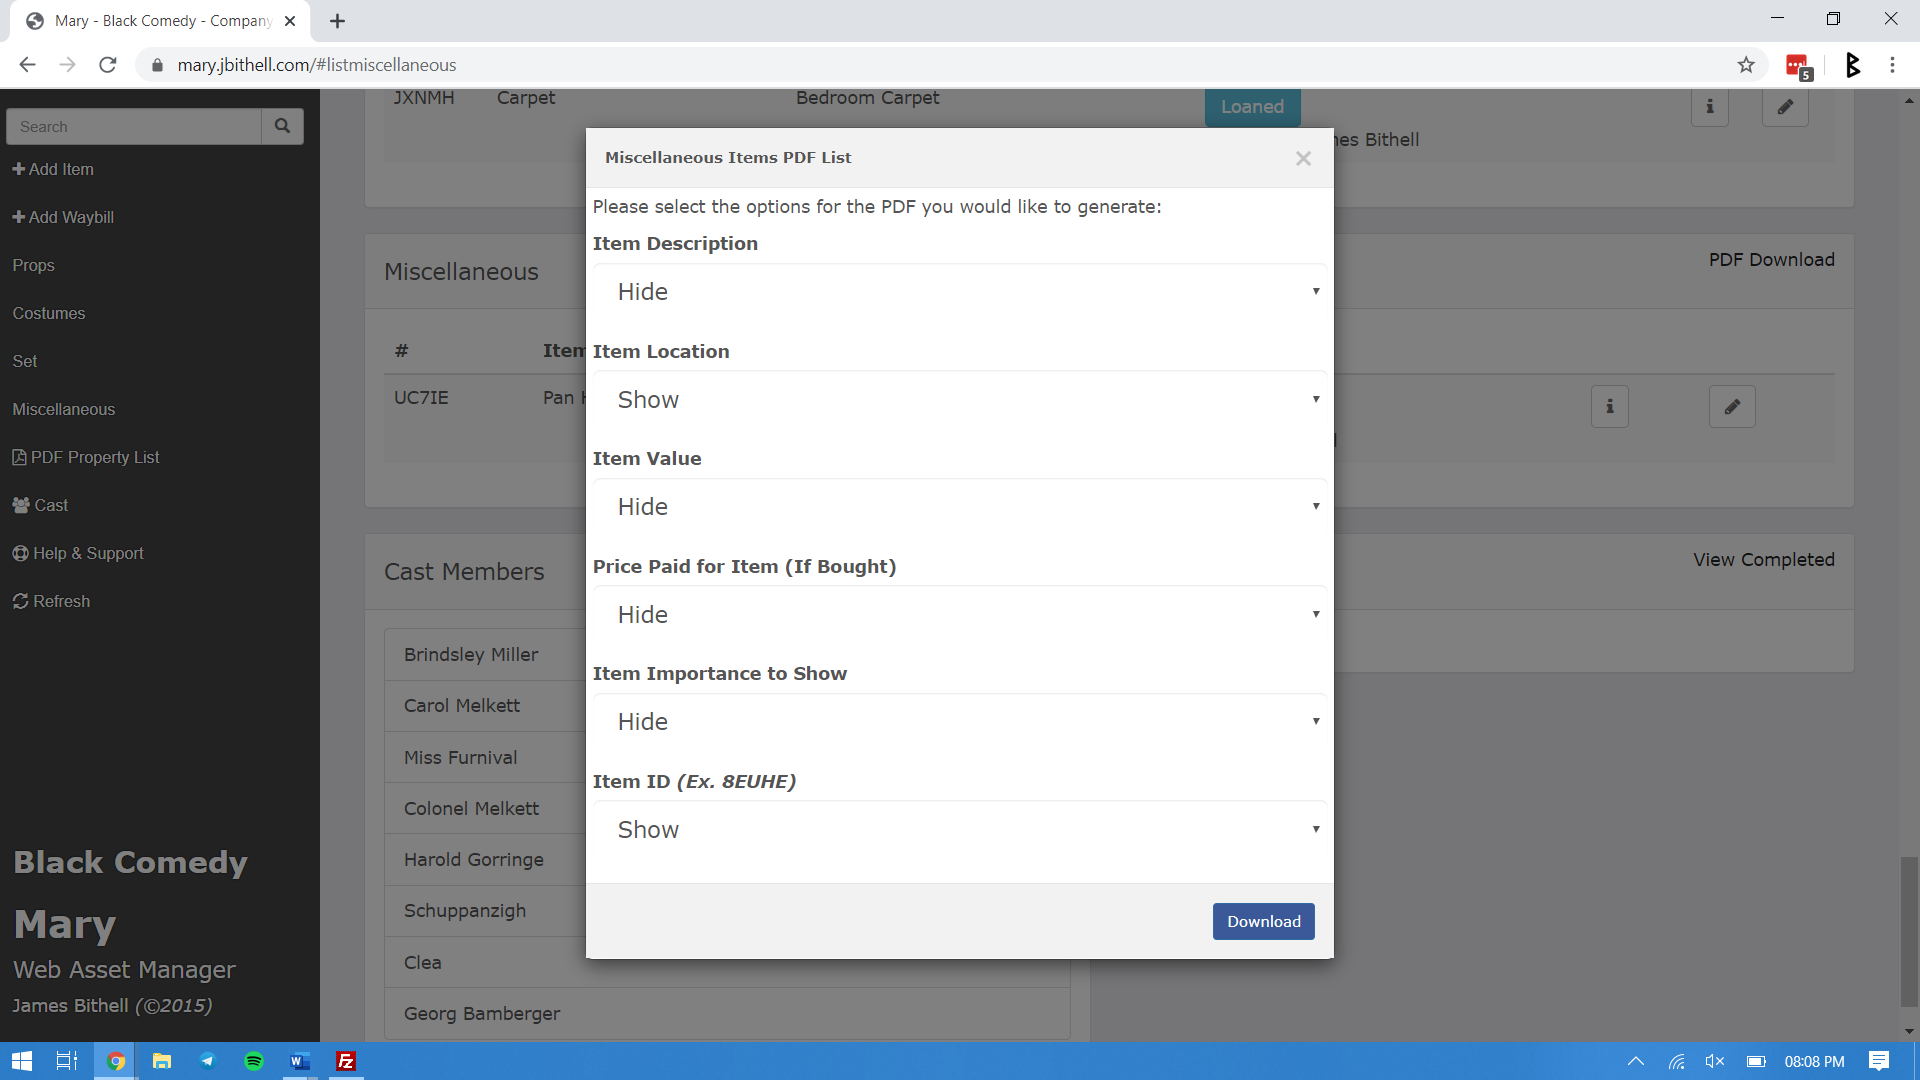 Mary - Black Comedy - Company
mary.jbithell.com/#listmiscellaneous
5
Search
Add Item
Add Waybill
Props
Costumes
Set
Miscellaneous
PDF Property List
Cast
Help & Support
Refresh
Black Comedy
Mary
Web Asset Manager
James Bithell (©2015)
JXNMH Carpet Bedroom Carpet Loaned
Bithell
Miscellaneous PDF Download
# Item
UC7IE Pan
Cast Members View Completed
Brindsley Miller
Carol Melkett
Miss Furnival
Colonel Melkett
Harold Gorringe
Schuppanzigh
Clea
Georg Bamberger
Miscellaneous Items PDF List
Please select the options for the PDF you would like to generate:
Item Description
Hide
Item Location
Show
Item Value
Hide
Price Paid for Item (If Bought)
Hide
Item Importance to Show
Hide
Item ID (Ex. 8EUHE)
Show
Download
08:08 PM